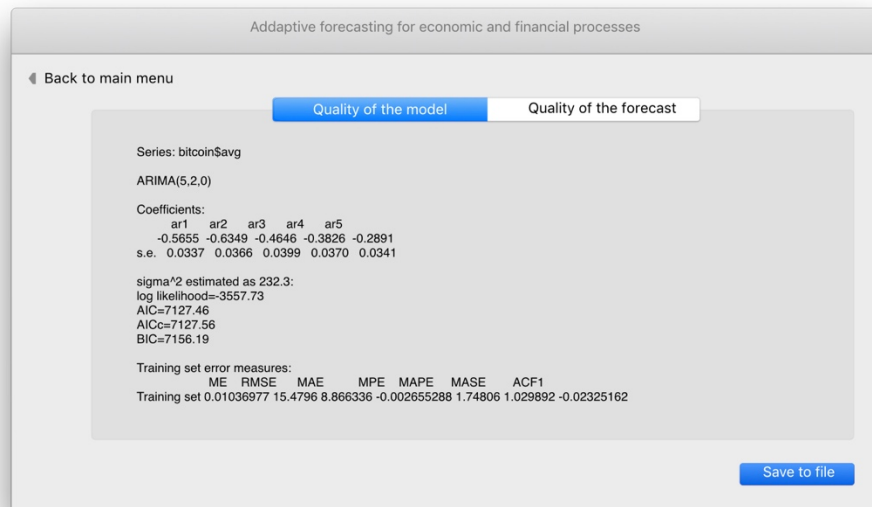 Addaptive forecasting for economic and financial processes
Back to main menu
Quality of the model Quality of the forecast
Series: bitcoin$avg
ARIMA(5,2,0)
Coefficients:
ar1 ar2 ar3 ar4 ar5
-0.5655 -0.6349 -0.4646 -0.3826 -0.2891
s.e. 0.0337 0.0366 0.0399 0.0370 0.0341
sigma^2 estimated as 232.3:
log likelihood=-3557.73
AIC=7127.46
AICc=7127.56
BIC=7156.19
Training set error measures:
ME RMSE MAE MPE MAPE MASE ACF1
Training set 0.01036977 15.4796 8.866336 -0.002655288 1.74806 1.029892 -0.02325162
Save to file